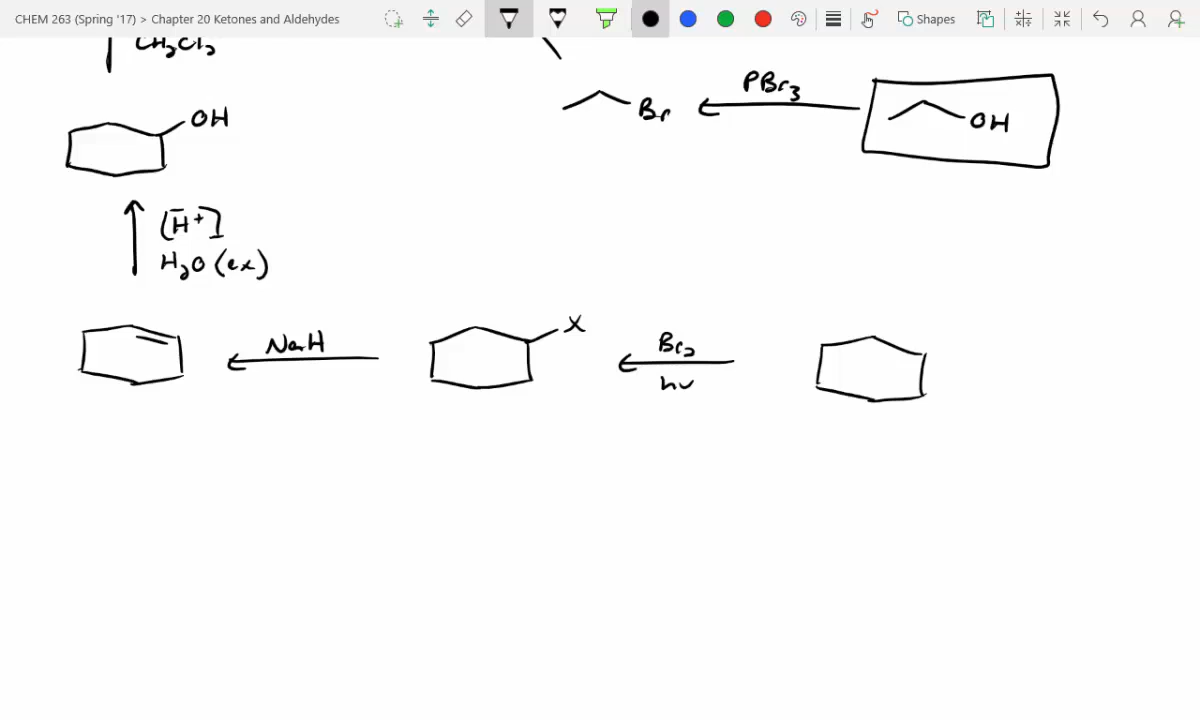 CHEM 263 (Spring '17) > Chapter 20 Ketones and Aldehydes
Shapes
CH₂Cl₂
OH
Br
PBr₃
OH
[H⁺]
H₂O (ex)
NaH
X
Br₂
hν